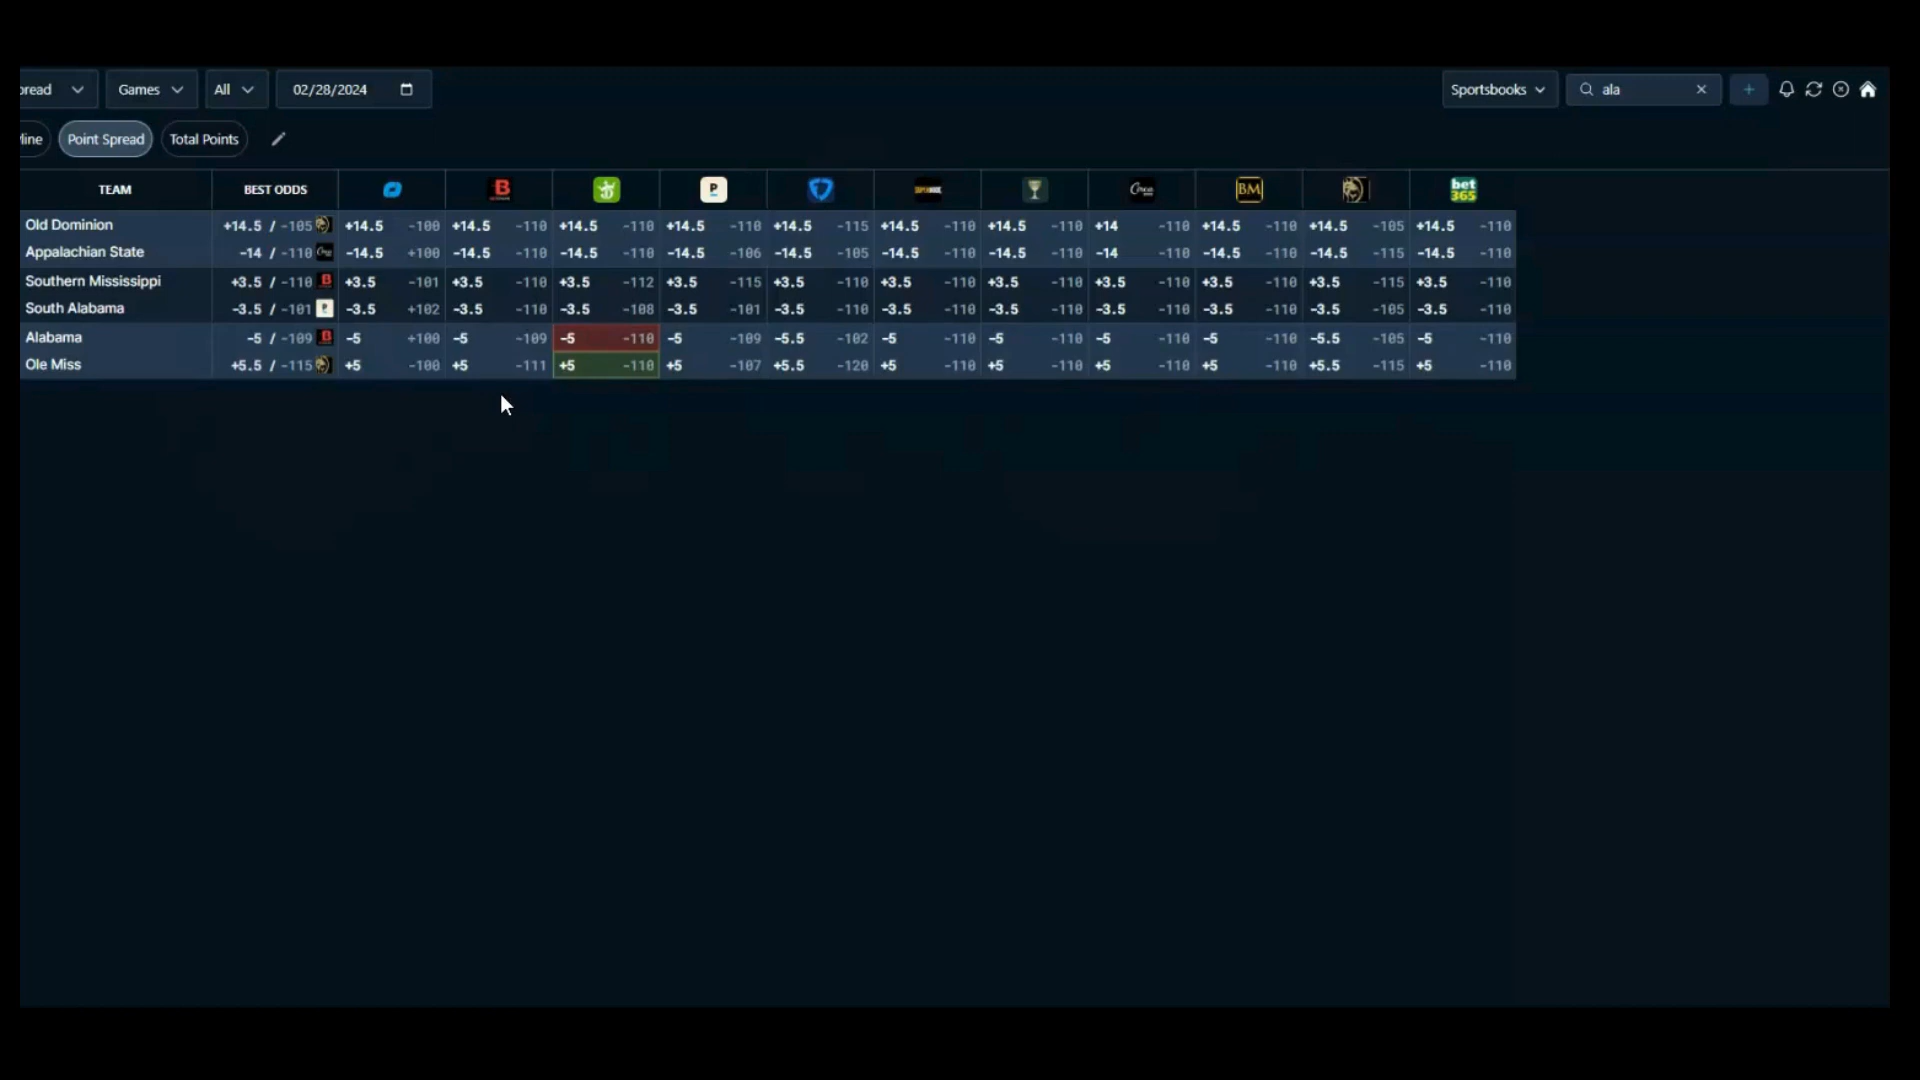 oread Games All 02/28/2024 Sportsbooks ala
line Point Spread Total Points
TEAM BEST ODDS B P BM bet 365
Old Dominion +14.5 / -105 +14.5 -100 +14.5 -110 +14.5 -110 +14.5 -110 +14.5 -115 +14.5 -110 +14.5 -110 +14 -110 +14.5 -110 +14.5 -105 +14.5 -110
Appalachian State -14 / -110 -14.5 +100 -14.5 -110 -14.5 -110 -14.5 -106 -14.5 -105 -14.5 -110 -14.5 -110 -14 -110 -14.5 -110 -14.5 -115 -14.5 -110
Southern Mississippi +3.5 / -110 B +3.5 -101 +3.5 -110 +3.5 -112 +3.5 -115 +3.5 -110 +3.5 -110 +3.5 -110 +3.5 -110 +3.5 -110 +3.5 -115 +3.5 -110
South Alabama -3.5 / -101 P -3.5 +102 -3.5 -110 -3.5 -108 -3.5 -101 -3.5 -110 -3.5 -110 -3.5 -110 -3.5 -110 -3.5 -110 -3.5 -105 -3.5 -110
Alabama -5 / -109 B -5 +100 -5 -109 -5 -110 -5 -109 -5.5 -102 -5 -110 -5 -110 -5 -110 -5 -110 -5.5 -105 -5 -110
Ole Miss +5.5 / -115 +5 -100 +5 -111 +5 -110 +5 -107 +5.5 -120 +5 -110 +5 -110 +5 -110 +5 -110 +5.5 -115 +5 -110